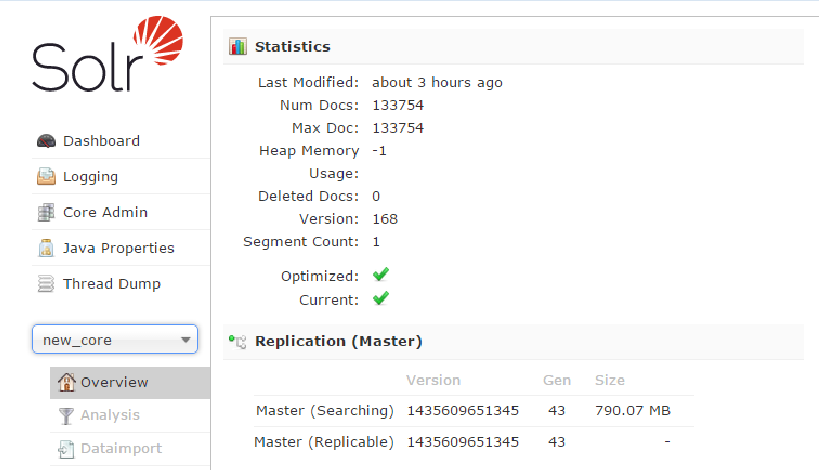 Solr
Dashboard
Logging
Core Admin
Java Properties
Thread Dump
new_core
Overview
Analysis
Dataimport
Statistics
Last Modified: about 3 hours ago
Num Docs: 133754
Max Doc: 133754
Heap Memory -1
Usage:
Deleted Docs: 0
Version: 168
Segment Count: 1
Optimized:
Current:
Replication (Master)
Version Gen Size
Master (Searching) 1435609651345 43 790.07 MB
Master (Replicable) 1435609651345 43 -